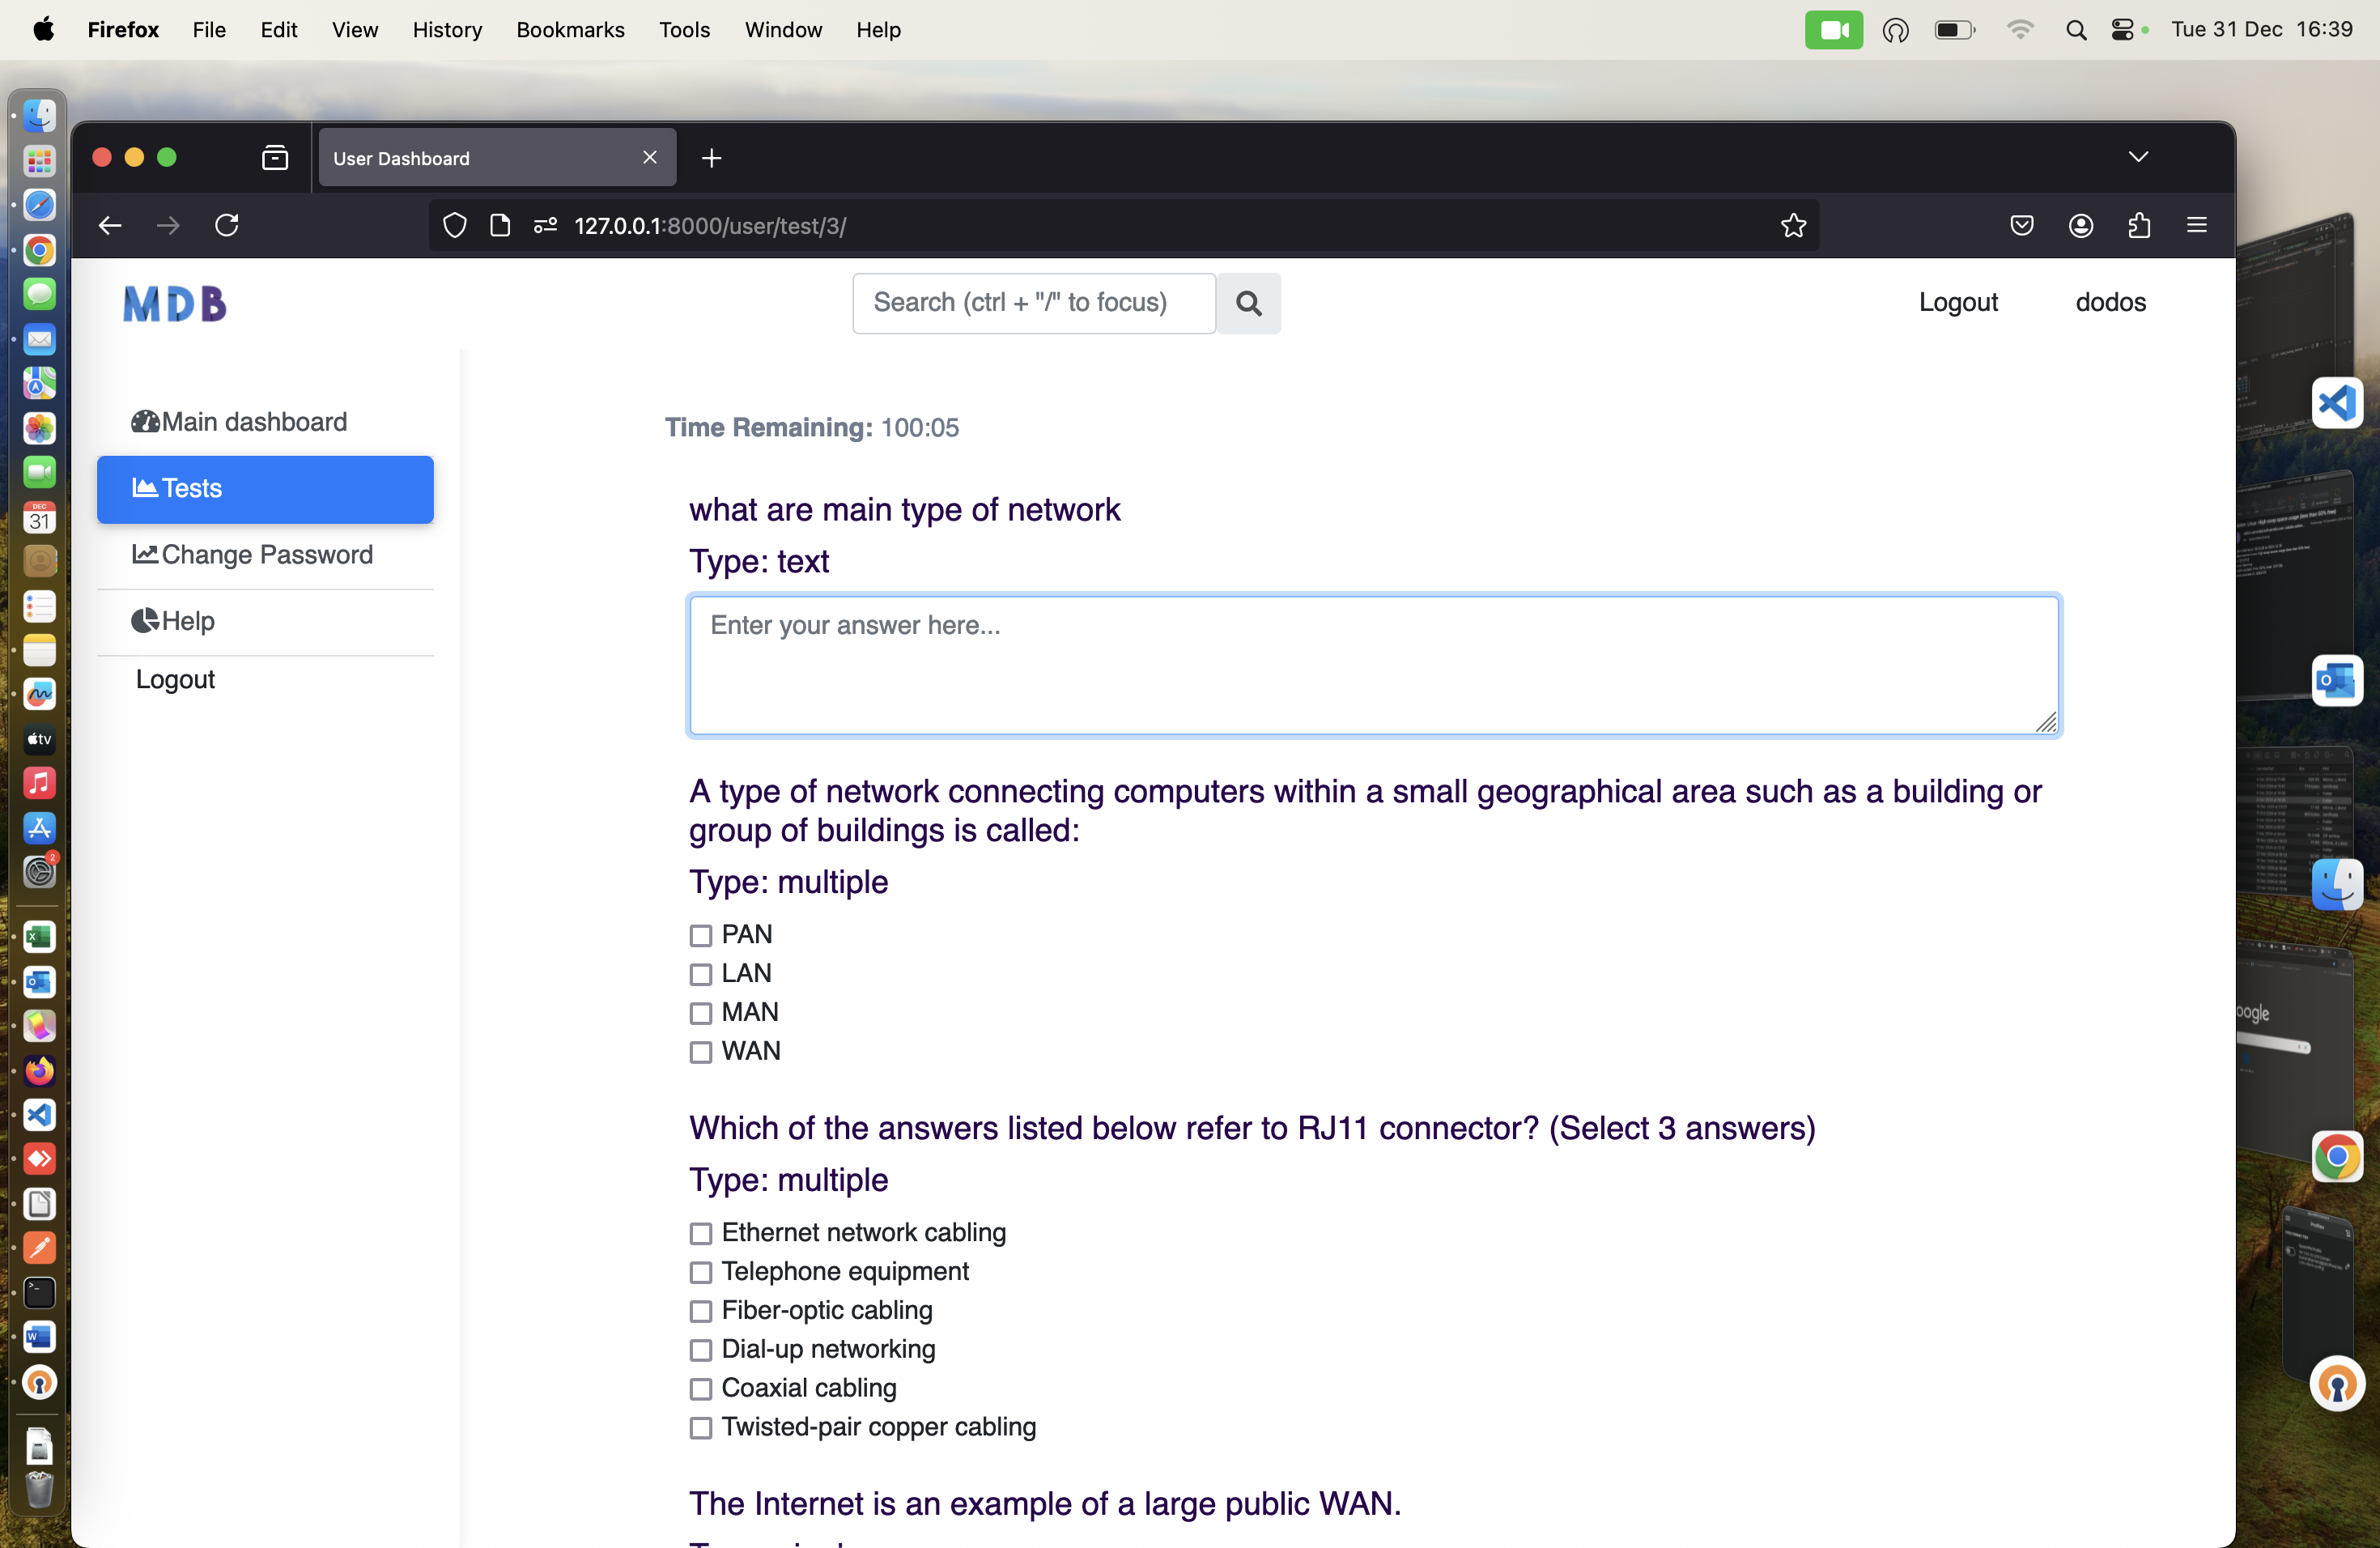 Firefox File Edit View History Bookmarks Tools Window Help Tue 31 Dec 16:39
User Dashboard
127.0.0.1:8000/user/test/3/
MDB
Search (ctrl + "/" to focus)
Logout dodos
Main dashboard
Tests
Change Password
Help
Logout
Time Remaining: 100:05
what are main type of network
Type: text
Enter your answer here...
A type of network connecting computers within a small geographical area such as a building or
group of buildings is called:
Type: multiple
PAN
LAN
MAN
WAN
Which of the answers listed below refer to RJ11 connector? (Select 3 answers)
Type: multiple
Ethernet network cabling
Telephone equipment
Fiber-optic cabling
Dial-up networking
Coaxial cabling
Twisted-pair copper cabling
The Internet is an example of a large public WAN.
DEC
31
tv
2
oogle